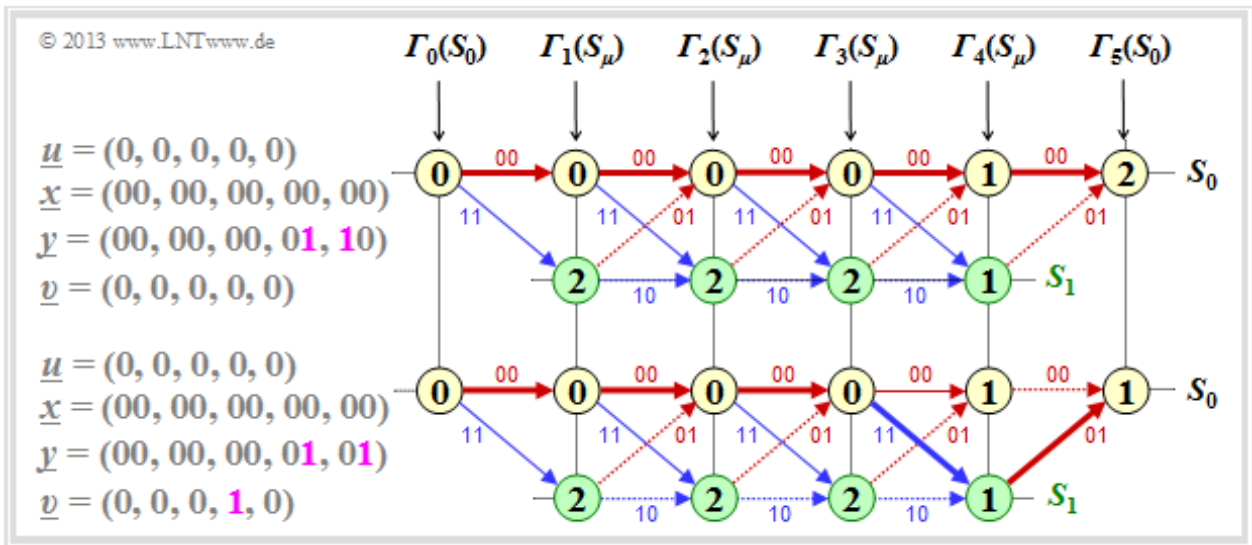 © 2013 www.LNTwww.de
Γ0(S0) Γ1(Sμ) Γ2(Sμ) Γ3(Sμ) Γ4(Sμ) Γ5(S0)
u = (0, 0, 0, 0, 0)
x = (00, 00, 00, 00, 00)
y = (00, 00, 00, 01, 10)
v = (0, 0, 0, 0, 0)
00 00 00 00 00
0 0 0 0 1 2 S0
11 11 01 11 01 11 01 01
2 2 2 1 S1
10 10 10
u = (0, 0, 0, 0, 0)
x = (00, 00, 00, 00, 00)
y = (00, 00, 00, 01, 01)
v = (0, 0, 0, 1, 0)
00 00 00 00 00
0 0 0 0 1 1 S0
11 11 01 11 01 11 01 01
2 2 2 1 S1
10 10 10